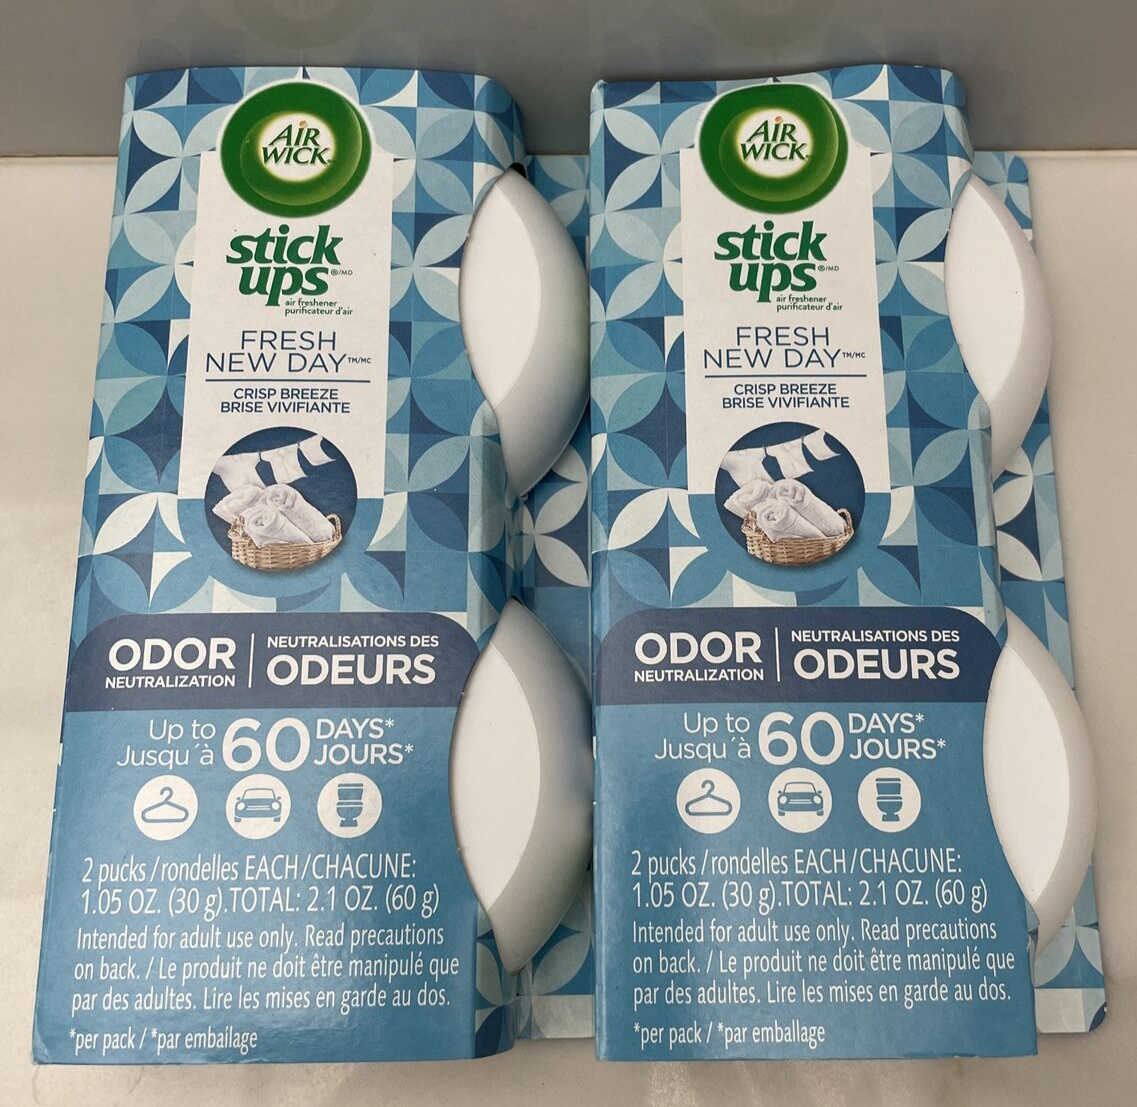 AIR
WICK
stick
ups®/MD
air freshener
purificateur d'air
FRESH
NEW DAY™/MC
CRISP BREEZE
BRISE VIVIFIANTE
ODOR
NEUTRALIZATION
NEUTRALISATIONS DES
ODEURS
Up to
Jusqu´à
60
DAYS*
JOURS*
2 pucks / rondelles EACH/CHACUNE:
1.05 OZ. (30 g).TOTAL: 2.1 OZ. (60 g)
Intended for adult use only. Read precautions
on back. / Le produit ne doit être manipulé que
par des adultes. Lire les mises en garde au dos.
*per pack / *par embailage
AIR
WICK
stick
ups®/MD
air freshener
purificateur d'air
FRESH
NEW DAY™/MC
CRISP BREEZE
BRISE VIVIFIANTE
ODOR
NEUTRALIZATION
NEUTRALISATIONS DES
ODEURS
Up to
Jusqu´à
60
DAYS*
JOURS*
2 pucks / rondelles EACH/CHACUNE:
1.05 OZ. (30 g).TOTAL: 2.1 OZ. (60 g)
Intended for adult use only. Read precautions
on back. / Le produit ne doit être manipulé que
par des adultes. Lire les mises en garde au dos.
*per pack / *par emballage